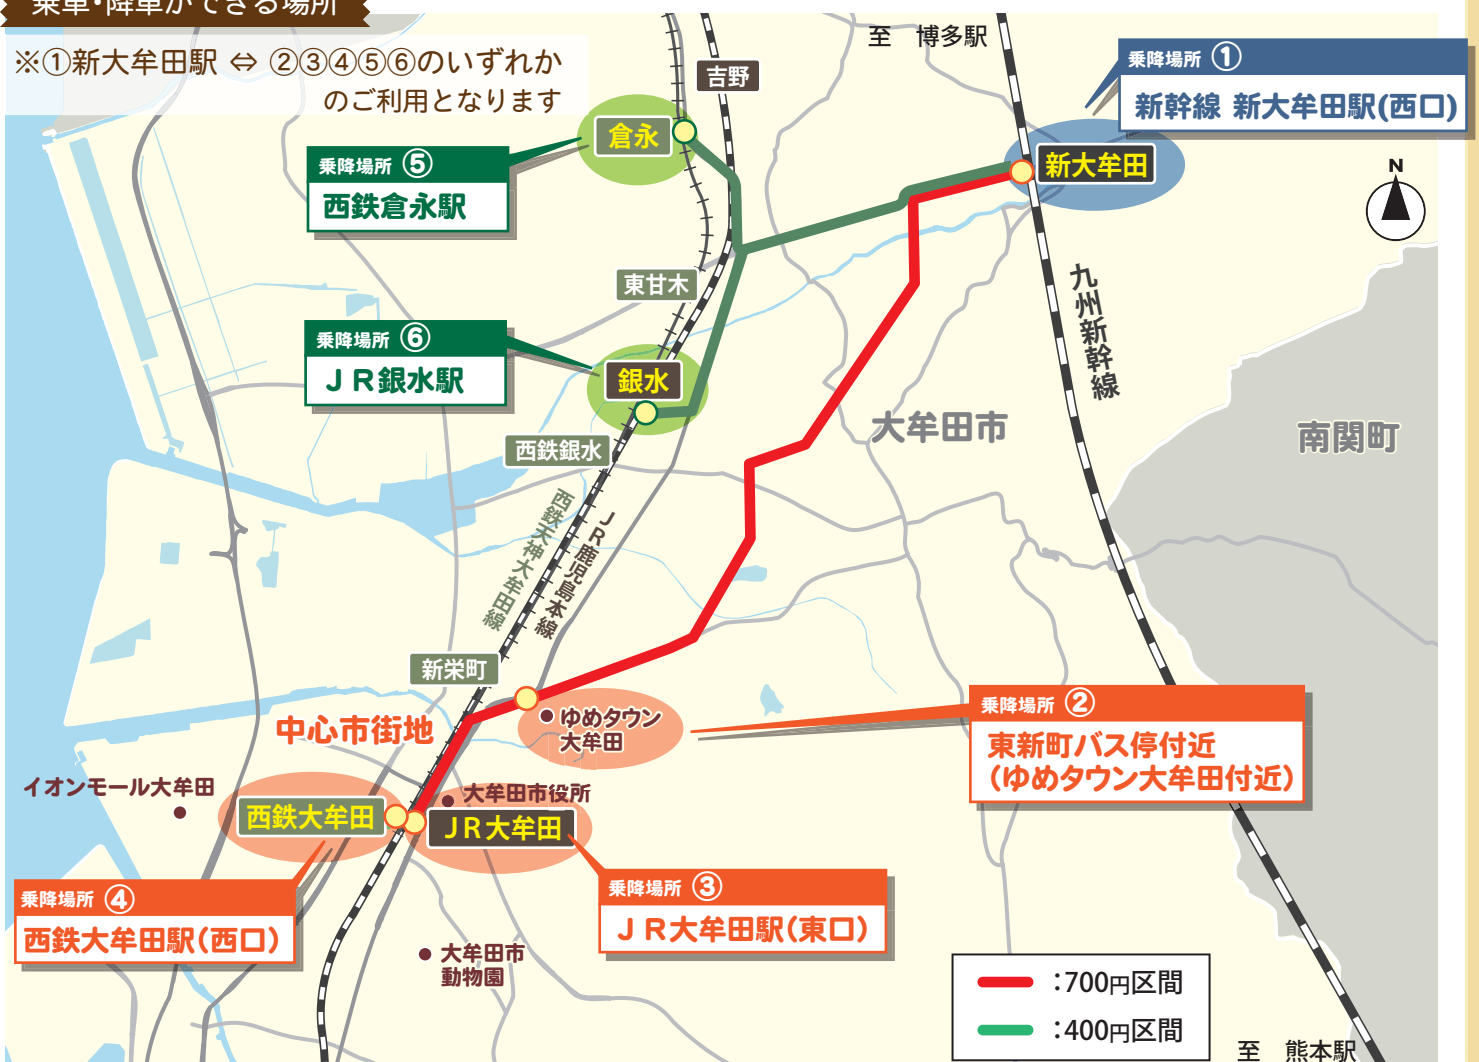 乗車・降車ができる場所
※①新大牟田駅 ⇔ ②③④⑤⑥のいずれか
のご利用となります
至 博多駅
吉野
乗降場所 ①
新幹線 新大牟田駅(西口)
倉永
新大牟田
乗降場所 ⑤
西鉄倉永駅
N
東甘木
九州新幹線
乗降場所 ⑥
JR銀水駅
銀水
大牟田市
南関町
西鉄銀水
西鉄天神大牟田線
JR鹿児島本線
新栄町
中心市街地
ゆめタウン
大牟田
乗降場所 ②
東新町バス停付近
(ゆめタウン大牟田付近)
イオンモール大牟田
大牟田市役所
西鉄大牟田
JR大牟田
乗降場所 ④
西鉄大牟田駅(西口)
乗降場所 ③
JR大牟田駅(東口)
大牟田市
動物園
:700円区間
:400円区間
至 熊本駅